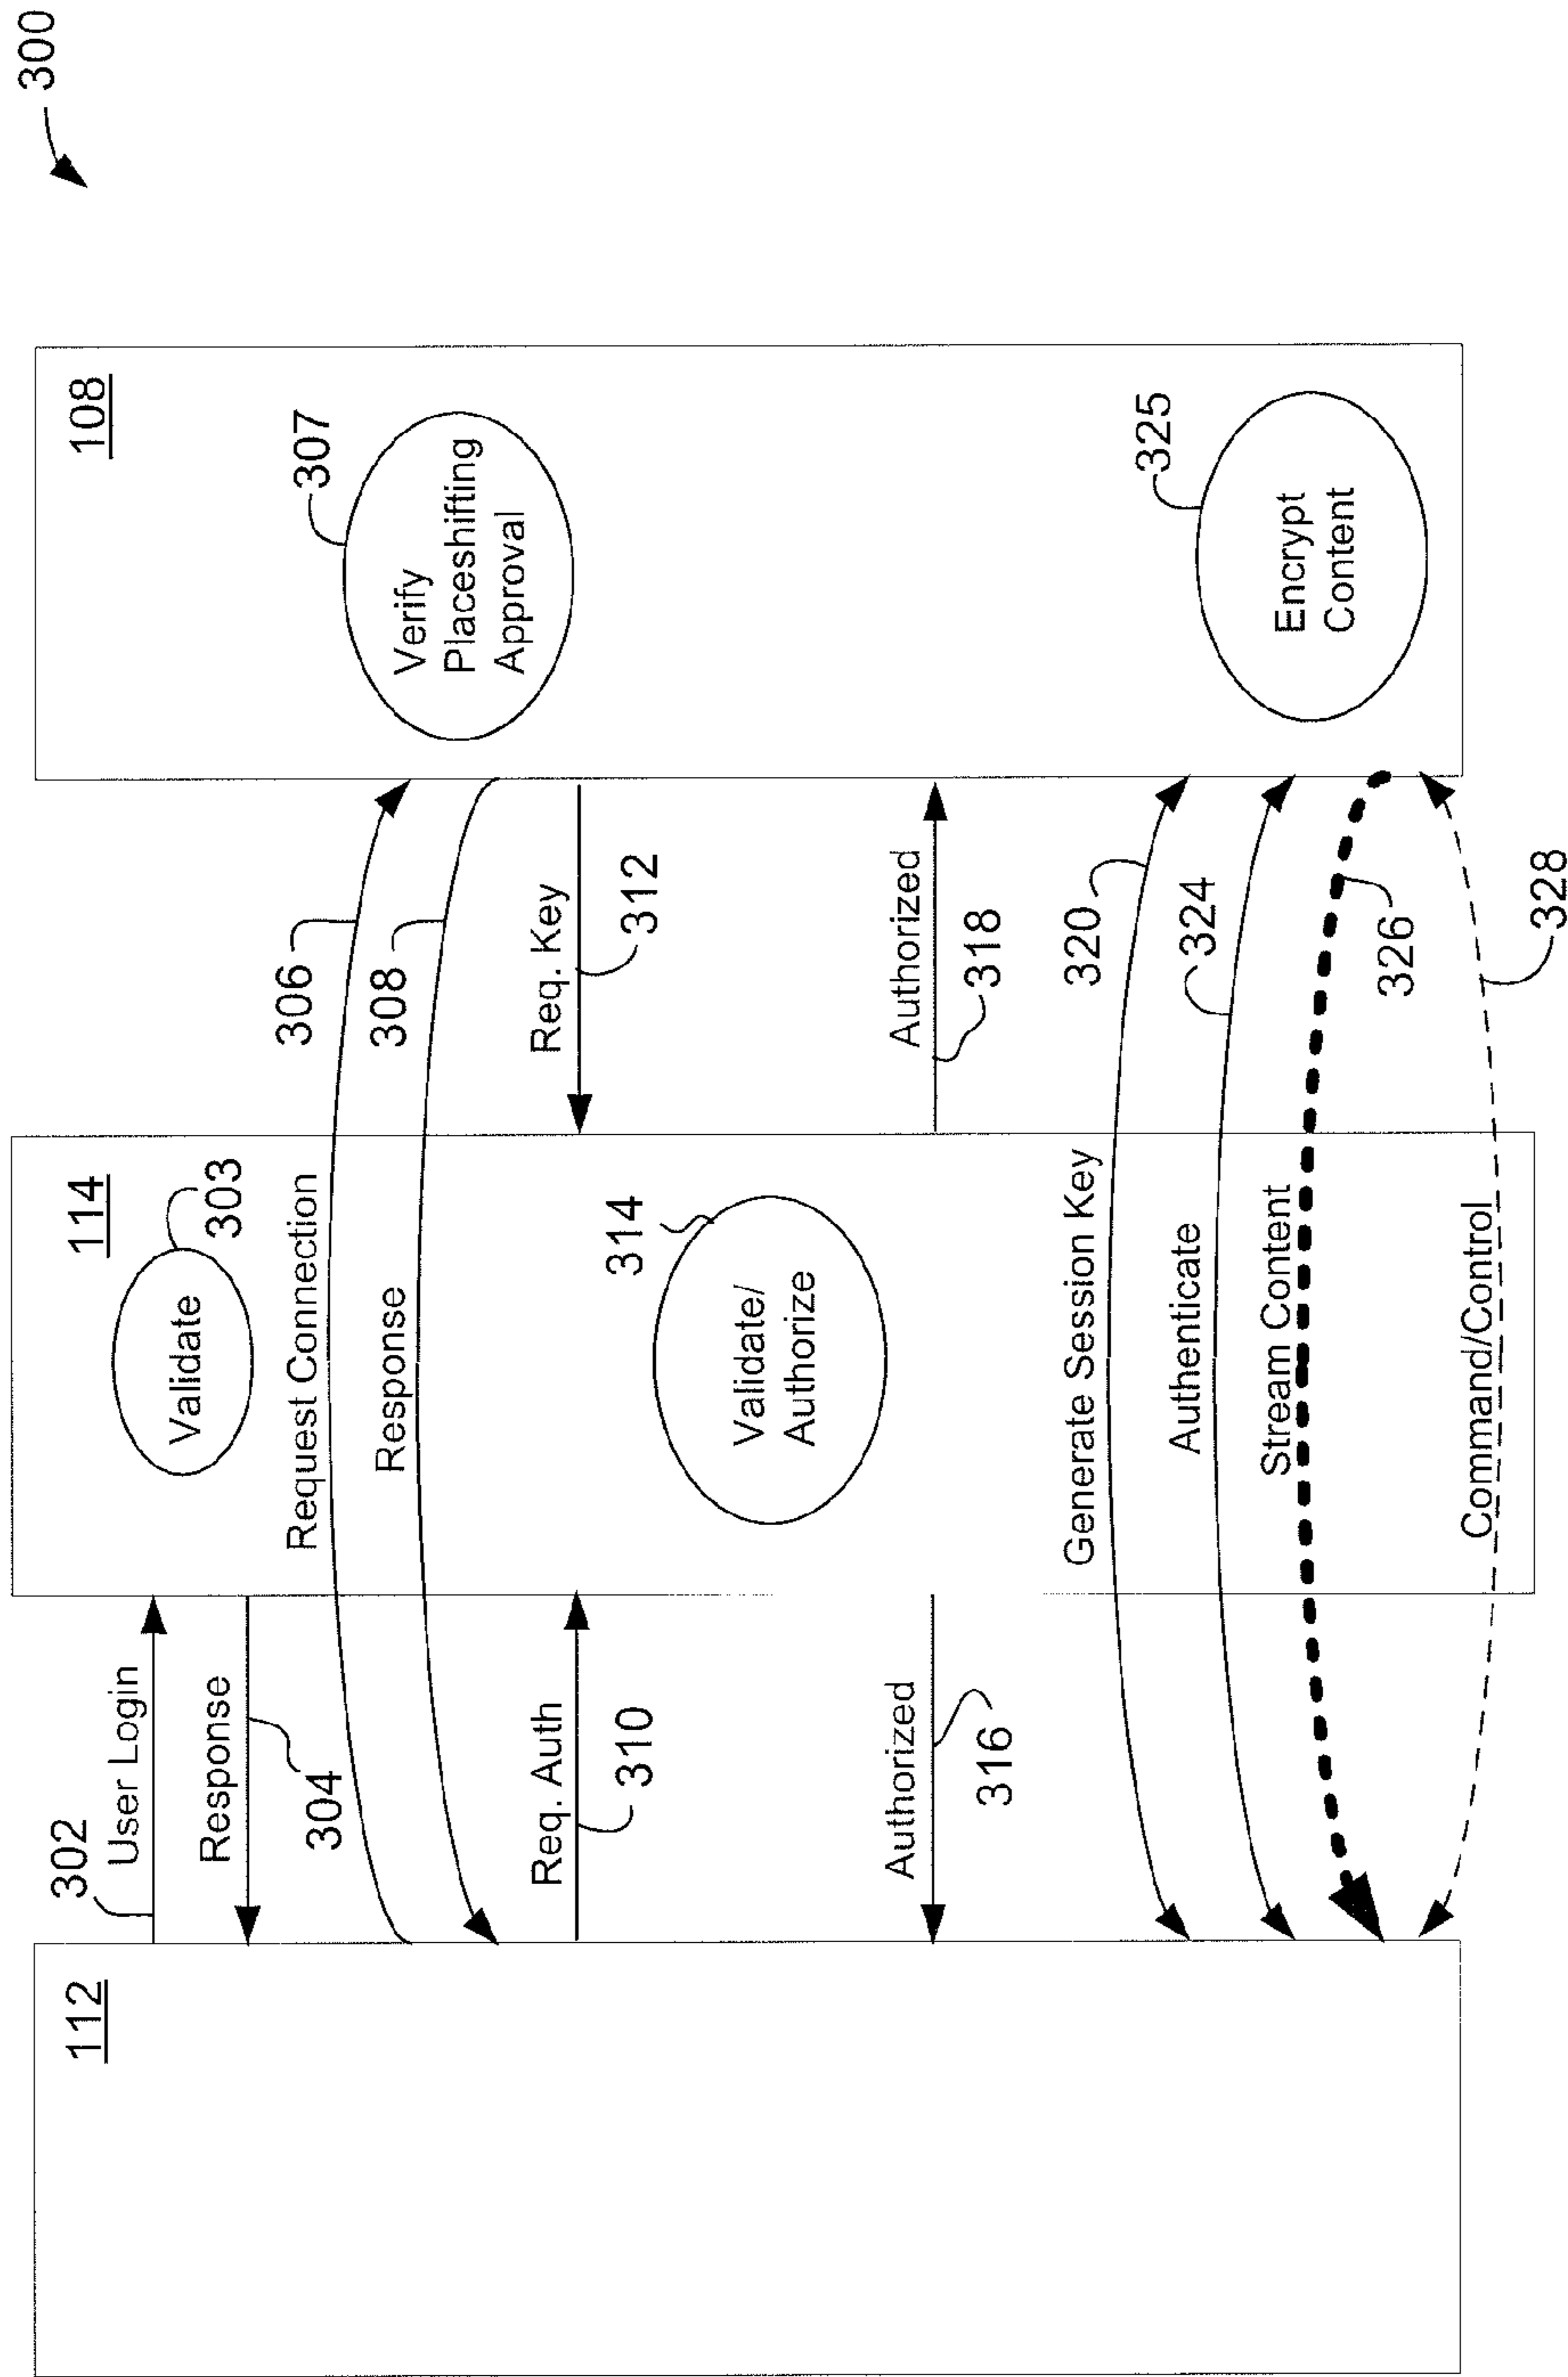 300
112
114
108
302
User Login
Validate
303
Response
304
Request Connection
306
Verify
Placeshifting
Approval
307
Response
308
Req. Auth
310
Req. Key
312
314
Validate/
Authorize
Authorized
316
Authorized
318
Generate Session Key
320
Authenticate
324
Encrypt
Content
325
Stream Content
326
Command/Control
328